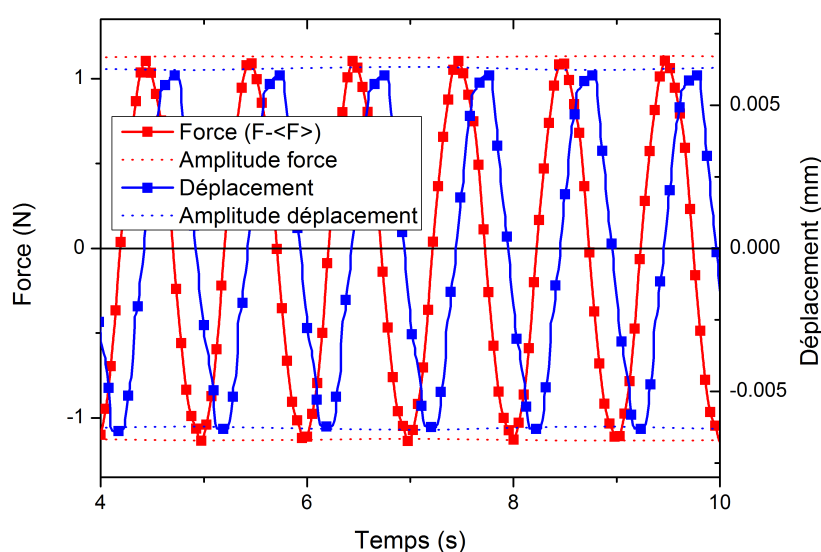 1
0
-1
Force (N)
Force (F-<F>)
Amplitude force
Déplacement
Amplitude déplacement
0.005
0.000
-0.005
Déplacement (mm)
4
6
8
10
Temps (s)